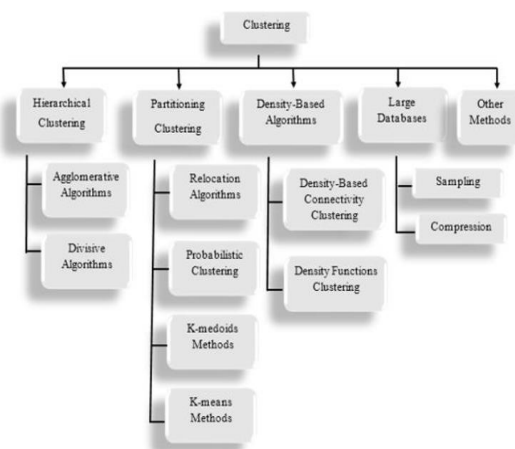 Clustering
Hierarchical
Clustering
Partitioning
Clustering
Density-Based
Algorithms
Large
Databases
Other
Methods
Agglomerative
Algorithms
Divisive
Algorithms
Relocation
Algorithms
Probabilistic
Clustering
K-medoids
Methods
K-means
Methods
Density-Based
Connectivity
Clustering
Density Functions
Clustering
Sampling
Compression